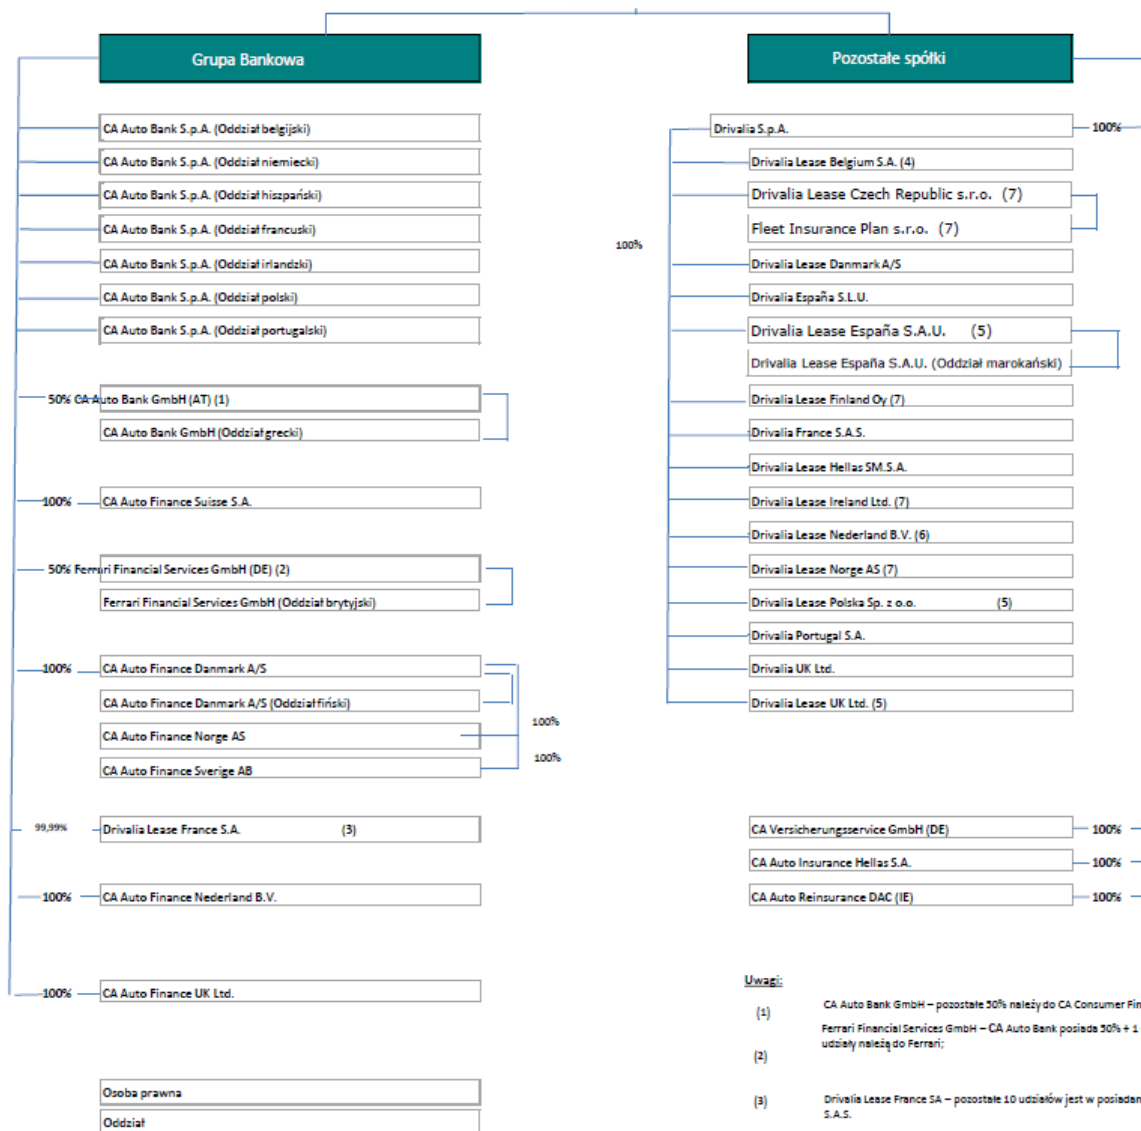 Grupa Bankowa
CA Auto Bank S.p.A. (Oddział belgijski)
CA Auto Bank S.p.A. (Oddział niemiecki)
CA Auto Bank S.p.A. (Oddział hiszpański)
CA Auto Bank S.p.A. (Oddział francuski)
CA Auto Bank S.p.A. (Oddział irlandzki)
CA Auto Bank S.p.A. (Oddział polski)
CA Auto Bank S.p.A. (Oddział portugalski)
50% CA Auto Bank GmbH (AT) (1)
CA Auto Bank GmbH (Oddział grecki)
100% CA Auto Finance Suisse S.A.
50% Ferrari Financial Services GmbH (DE) (2)
Ferrari Financial Services GmbH (Oddział brytyjski)
100% CA Auto Finance Danmark A/S
CA Auto Finance Danmark A/S (Oddział fiński)
100%
CA Auto Finance Norge AS
100%
CA Auto Finance Sverige AB
99,99% Drivalia Lease France S.A. (3)
100% CA Auto Finance Nederland B.V.
100% CA Auto Finance UK Ltd.
Osoba prawna
Oddział
Pozostałe spółki
Drivalia S.p.A. 100%
Drivalia Lease Belgium S.A. (4)
Drivalia Lease Czech Republic s.r.o. (7)
Fleet Insurance Plan s.r.o. (7)
100%
Drivalia Lease Danmark A/S
Drivalia España S.L.U.
Drivalia Lease España S.A.U. (5)
Drivalia Lease España S.A.U. (Oddział marokański)
Drivalia Lease Finland Oy (7)
Drivalia France S.A.S.
Drivalia Lease Hellas SM.S.A.
Drivalia Lease Ireland Ltd. (7)
Drivalia Lease Nederland B.V. (6)
Drivalia Lease Norge AS (7)
Drivalia Lease Polska Sp. z o.o. (5)
Drivalia Portugal S.A.
Drivalia UK Ltd.
Drivalia Lease UK Ltd. (5)
CA Versicherungsservice GmbH (DE) 100%
CA Auto Insurance Hellas S.A. 100%
CA Auto Reinsurance DAC (IE) 100%
Uwagi:
(1) CA Auto Bank GmbH – pozostałe 50% należy do CA Consumer Fin
(2) Ferrari Financial Services GmbH – CA Auto Bank posiada 50% + 1
udziały należą do Ferrari;
(3) Drivalia Lease France SA – pozostałe 10 udziałów jest w posiadan
S.A.S.